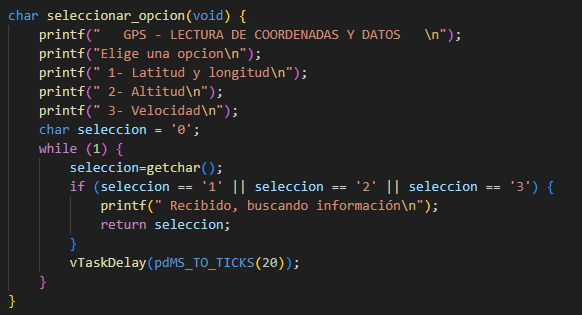 char seleccionar_opcion(void) {
    printf("   GPS - LECTURA DE COORDENADAS Y DATOS   \n");
    printf("Elige una opcion\n");
    printf(" 1- Latitud y longitud\n");
    printf(" 2- Altitud\n");
    printf(" 3- Velocidad\n");
    char seleccion = '0';
    while (1) {
        seleccion=getchar();
        if (seleccion == '1' || seleccion == '2' || seleccion == '3') {
            printf(" Recibido, buscando información\n");
            return seleccion;
        }
        vTaskDelay(pdMS_TO_TICKS(20));
    }
}